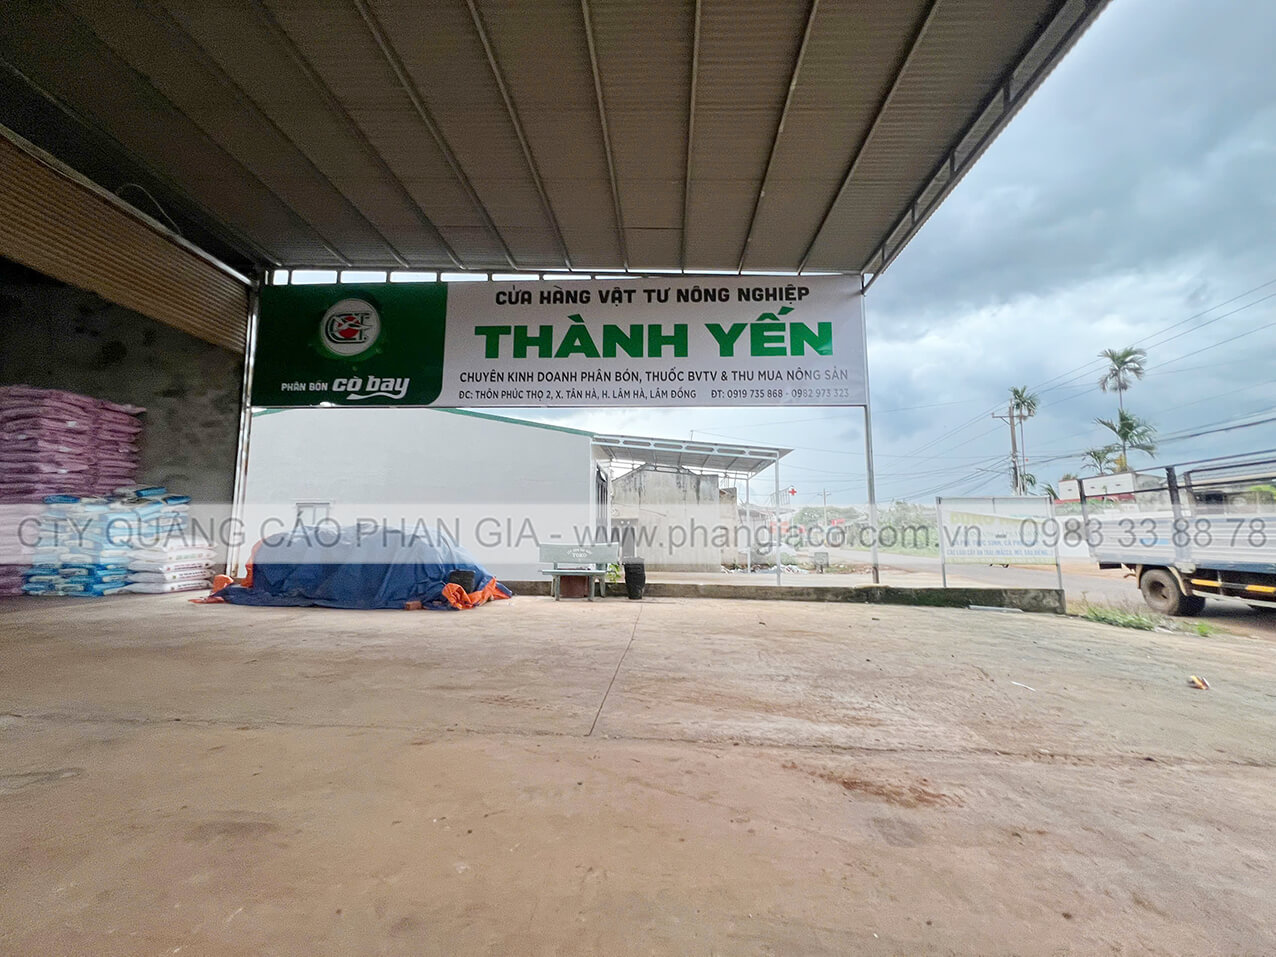 CỬA HÀNG VẬT TƯ NÔNG NGHIỆP
THÀNH YẾN
CHUYÊN KINH DOANH PHÂN BÓN, THUỐC BVTV & THU MUA NÔNG SẢN
ĐC: THÔN PHÚC THỌ 2, X. TÂN HÀ, H. LÂM HÀ, LÂM ĐỒNG ĐT: 0919 735 868 - 0982 973 323
PHÂN BÓN cò bay
CTY QUẢNG CÁO PHAN GIA - www.phangiaco.com.vn - 0983 33 88 78